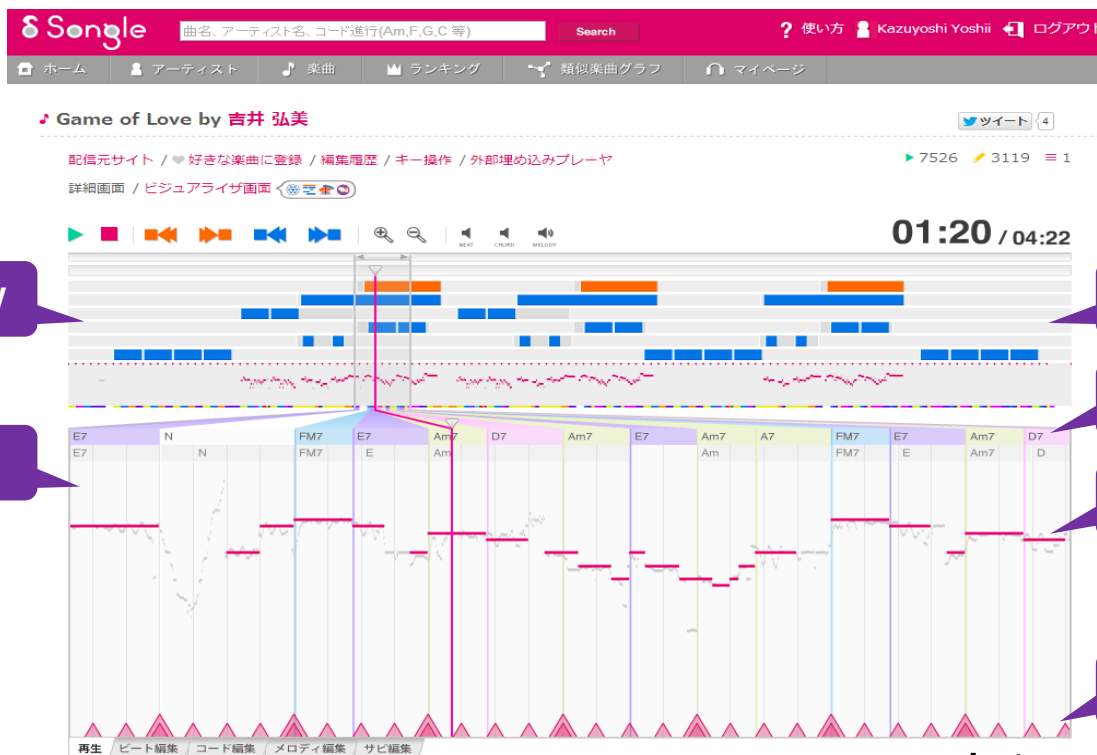 Songle 曲名、アーティスト名、コード進行(Am,F,G,C 等) Search ? 使い方 Kazuyoshi Yoshii ログアウト
ホーム アーティスト 楽曲 ランキング 類似楽曲グラフ マイページ
Game of Love by 吉井 弘美 ツイート 4
配信元サイト / 好きな楽曲に登録 / 編集履歴 / キー操作 / 外部埋め込みプレーヤ 7526 3119 1
詳細画面 / ビジュアライザ画面
BEAT CHORD MELODY 01:20 / 04:22
E7 N FM7 E7 Am7 D7 Am7 E7 Am7 A7 FM7 E7 Am7 D7
E7 N FM7 E Am Am FM7 E Am7 D
再生 ビート編集 コード編集 メロディ編集 サビ編集